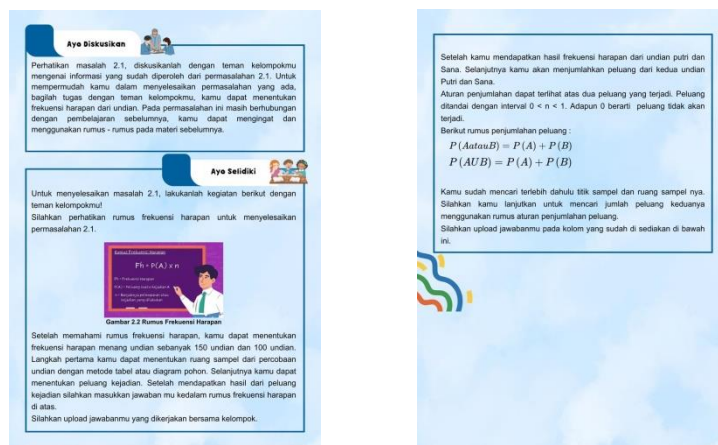 Ayo Diskusikan
Perhatikan masalah 2.1, diskusikanlah dengan teman kelompokmu
mengenai informasi yang sudah diperoleh dari permasalahan 2.1. Untuk
mempermudah kamu dalam menyelesaikan permasalahan yang ada,
bagilah tugas dengan teman kelompokmu, kamu dapat menentukan
frekuensi harapan dari undian. Pada permasalahan ini masih berhubungan
dengan pembelajaran sebelumnya, kamu dapat mengingat dan
menggunakan rumus - rumus pada materi sebelumnya.
Ayo Selidiki
Untuk menyelesaikan masalah 2.1, lakukanlah kegiatan berikut dengan
teman kelompokmu!
Silahkan perhatikan rumus frekuensi harapan untuk menyelesaikan
permasalahan 2.1.
Rumus Frekuensi Harapan
Fh = P(A) x n
Gambar 2.2 Rumus Frekuensi Harapan
Setelah memahami rumus frekuensi harapan, kamu dapat menentukan
frekuensi harapan menang undian sebanyak 150 undian dan 100 undian.
Langkah pertama kamu dapat menentukan ruang sampel dari percobaan
undian dengan metode tabel atau diagram pohon. Selanjutnya kamu dapat
menentukan peluang kejadian. Setelah mendapatkan hasil dari peluang
kejadian silahkan masukkan jawaban mu kedalam rumus frekuensi harapan
di atas.
Silahkan upload jawabanmu yang dikerjakan bersama kelompok.
Setelah kamu mendapatkan hasil frekuensi harapan dari undian putri dan
Sana. Selanjutnya kamu akan menjumlahkan peluang dari kedua undian
Putri dan Sana.
Aturan penjumlahan dapat terlihat atas dua peluang yang terjadi. Peluang
ditandai dengan interval 0 < n < 1. Adapun 0 berarti peluang tidak akan
terjadi.
Berikut rumus penjumlahan peluang :
P (AatauB) = P (A) + P (B)
P (AUB) = P (A) + P (B)
Kamu sudah mencari terlebih dahulu titik sampel dan ruang sampel nya.
Silahkan kamu lanjutkan untuk mencari jumlah peluang keduanya
menggunakan rumus aturan penjumlahan peluang.
Silahkan upload jawabanmu pada kolom yang sudah di sediakan di bawah
ini.